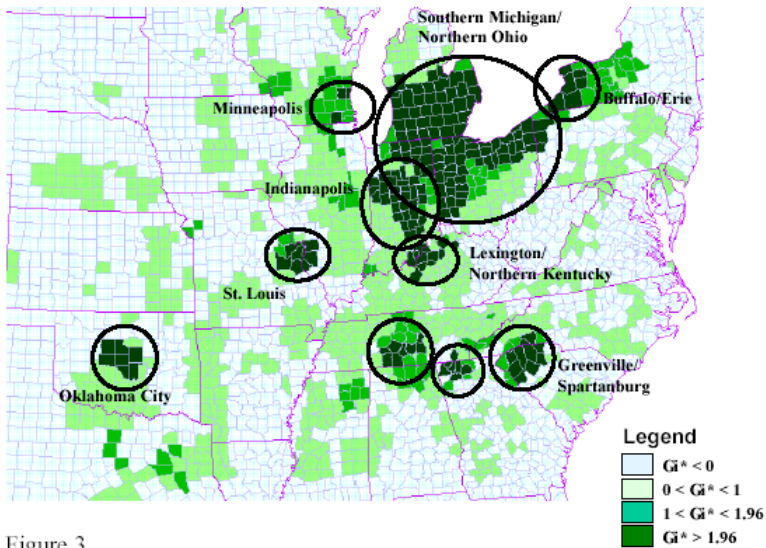 Southern Michigan/
Northern Ohio
Minneapolis
Buffalo/Erie
Indianapolis
Lexington/
Northern Kentucky
St. Louis
Greenville/
Spartanburg
Oklahoma City
Legend
Gi* < 0
0 < Gi* < 1
1 < Gi* < 1.96
Gi* > 1.96
Figure 3